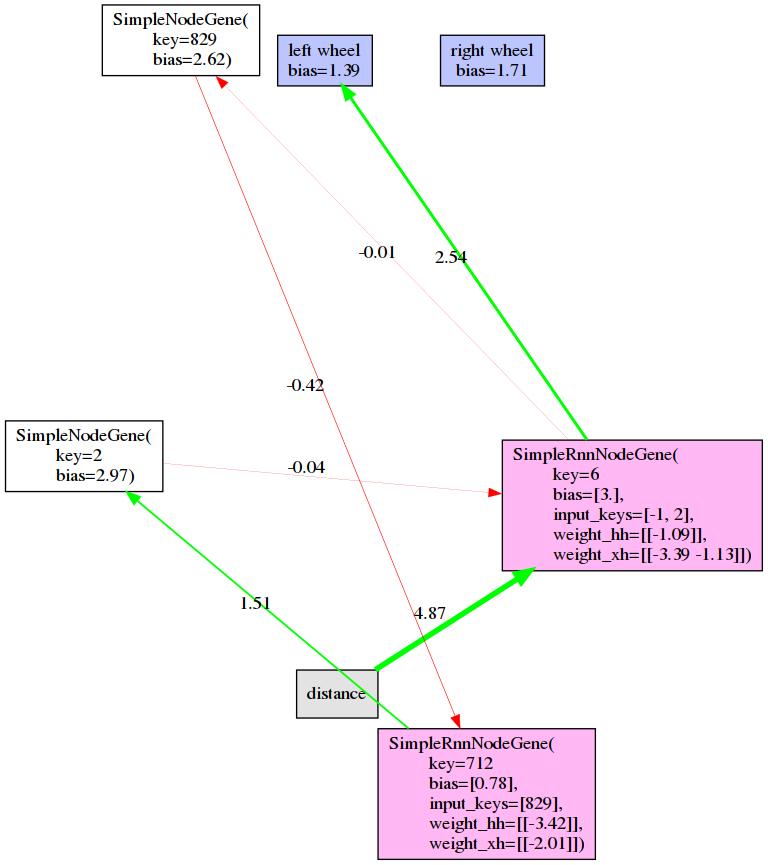 SimpleNodeGene(
key=829
bias=2.62)
left wheel
bias=1.39
right wheel
bias=1.71
-0.01
2.54
-0.42
SimpleNodeGene(
key=2
bias=2.97)
-0.04
SimpleRnnNodeGene(
key=6
bias=[3.],
input_keys=[-1, 2],
weight_hh=[[-1.09]],
weight_xh=[[-3.39 -1.13]])
1.51
4.87
distance
SimpleRnnNodeGene(
key=712
bias=[0.78],
input_keys=[829],
weight_hh=[[-3.42]],
weight_xh=[[-2.01]])